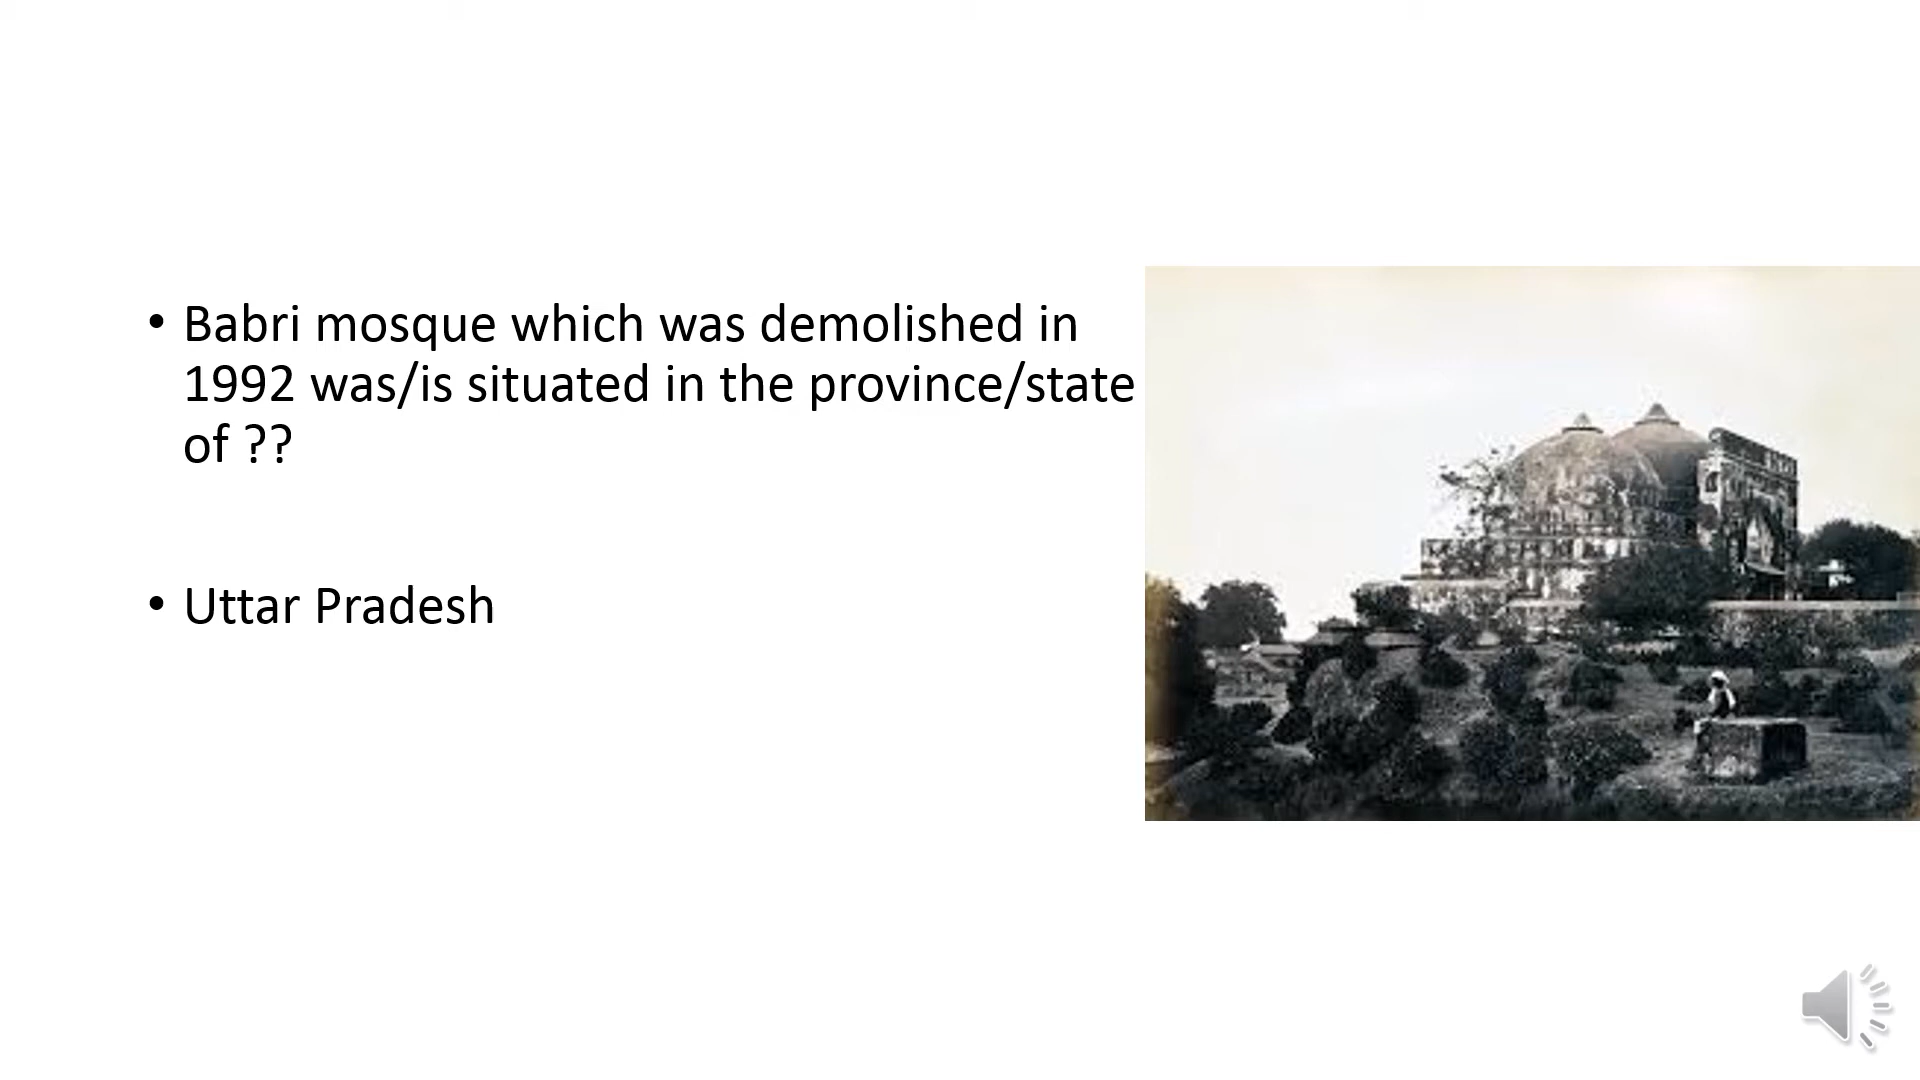 • Babri mosque which was demolished in
1992 was/is situated in the province/state
of ??
• Uttar Pradesh